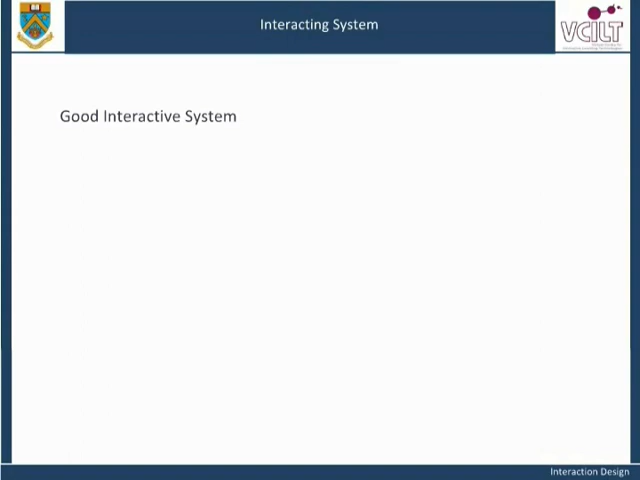 Interacting System
VCILT
Good Interactive System
Interaction Design